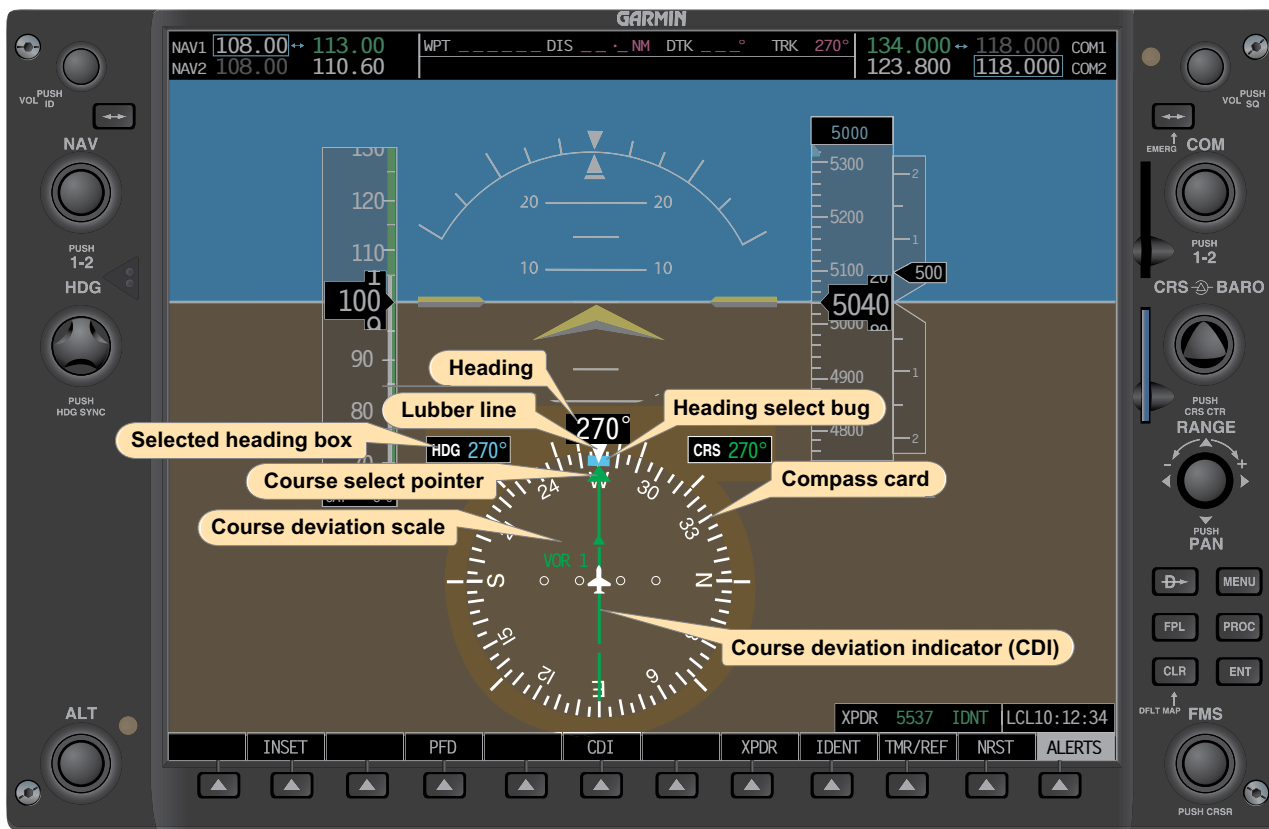 GARMIN
NAV1 108.00 ↔ 113.00
NAV2 108.00 110.60
WPT _ _ _ _ _ _ DIS _ _ . _ NM DTK _ _ _° TRK 270°
134.000 ↔ 118.000 COM1
123.800 118.000 COM2
VOL PUSH ID
NAV
PUSH
1-2
HDG
PUSH
HDG SYNC
ALT
VOL PUSH SQ
EMERG
COM
PUSH
1-2
CRS BARO
PUSH
CRS CTR
RANGE
- +
PUSH
PAN
D
MENU
FPL
PROC
CLR
ENT
DFLT MAP
FMS
PUSH CRSR
130
120
110
100
90
80
1
9
20 20
10 10
5000
5300
5200
5100
5000
4900
4800
5040
20
2
1
500
1
2
Heading
Lubber line
Heading select bug
Selected heading box
270°
HDG 270°
CRS 270°
Course select pointer
Compass card
Course deviation scale
VOR 1
24
W
30
33
N
6
E
12
15
S
Course deviation indicator (CDI)
XPDR 5537 IDNT LCL10:12:34
INSET PFD CDI XPDR IDENT TMR/REF NRST ALERTS